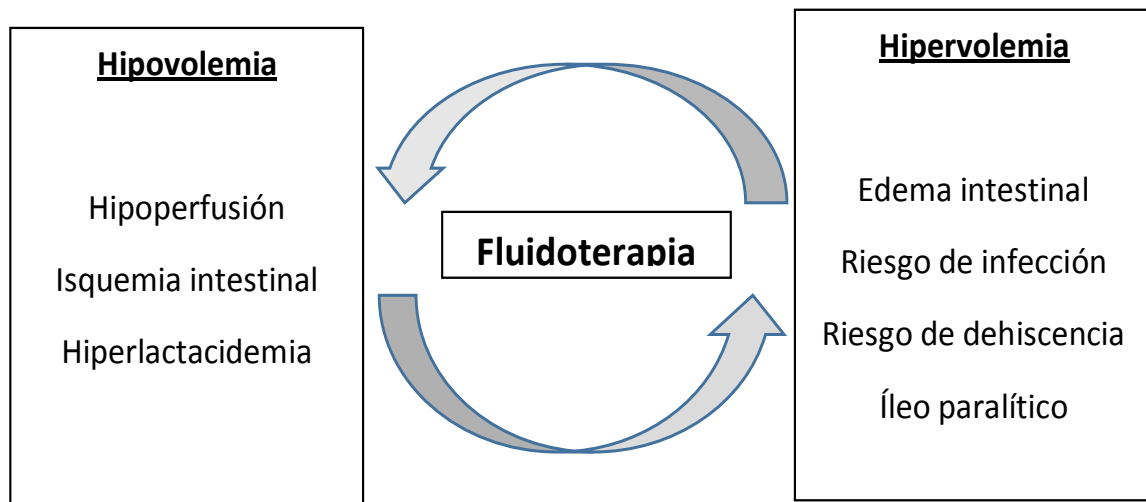 Hipovolemia
Hipoperfusión
Isquemia intestinal
Hiperlactacidemia
Fluidoterapia
Hipervolemia
Edema intestinal
Riesgo de infección
Riesgo de dehiscencia
Íleo paralítico